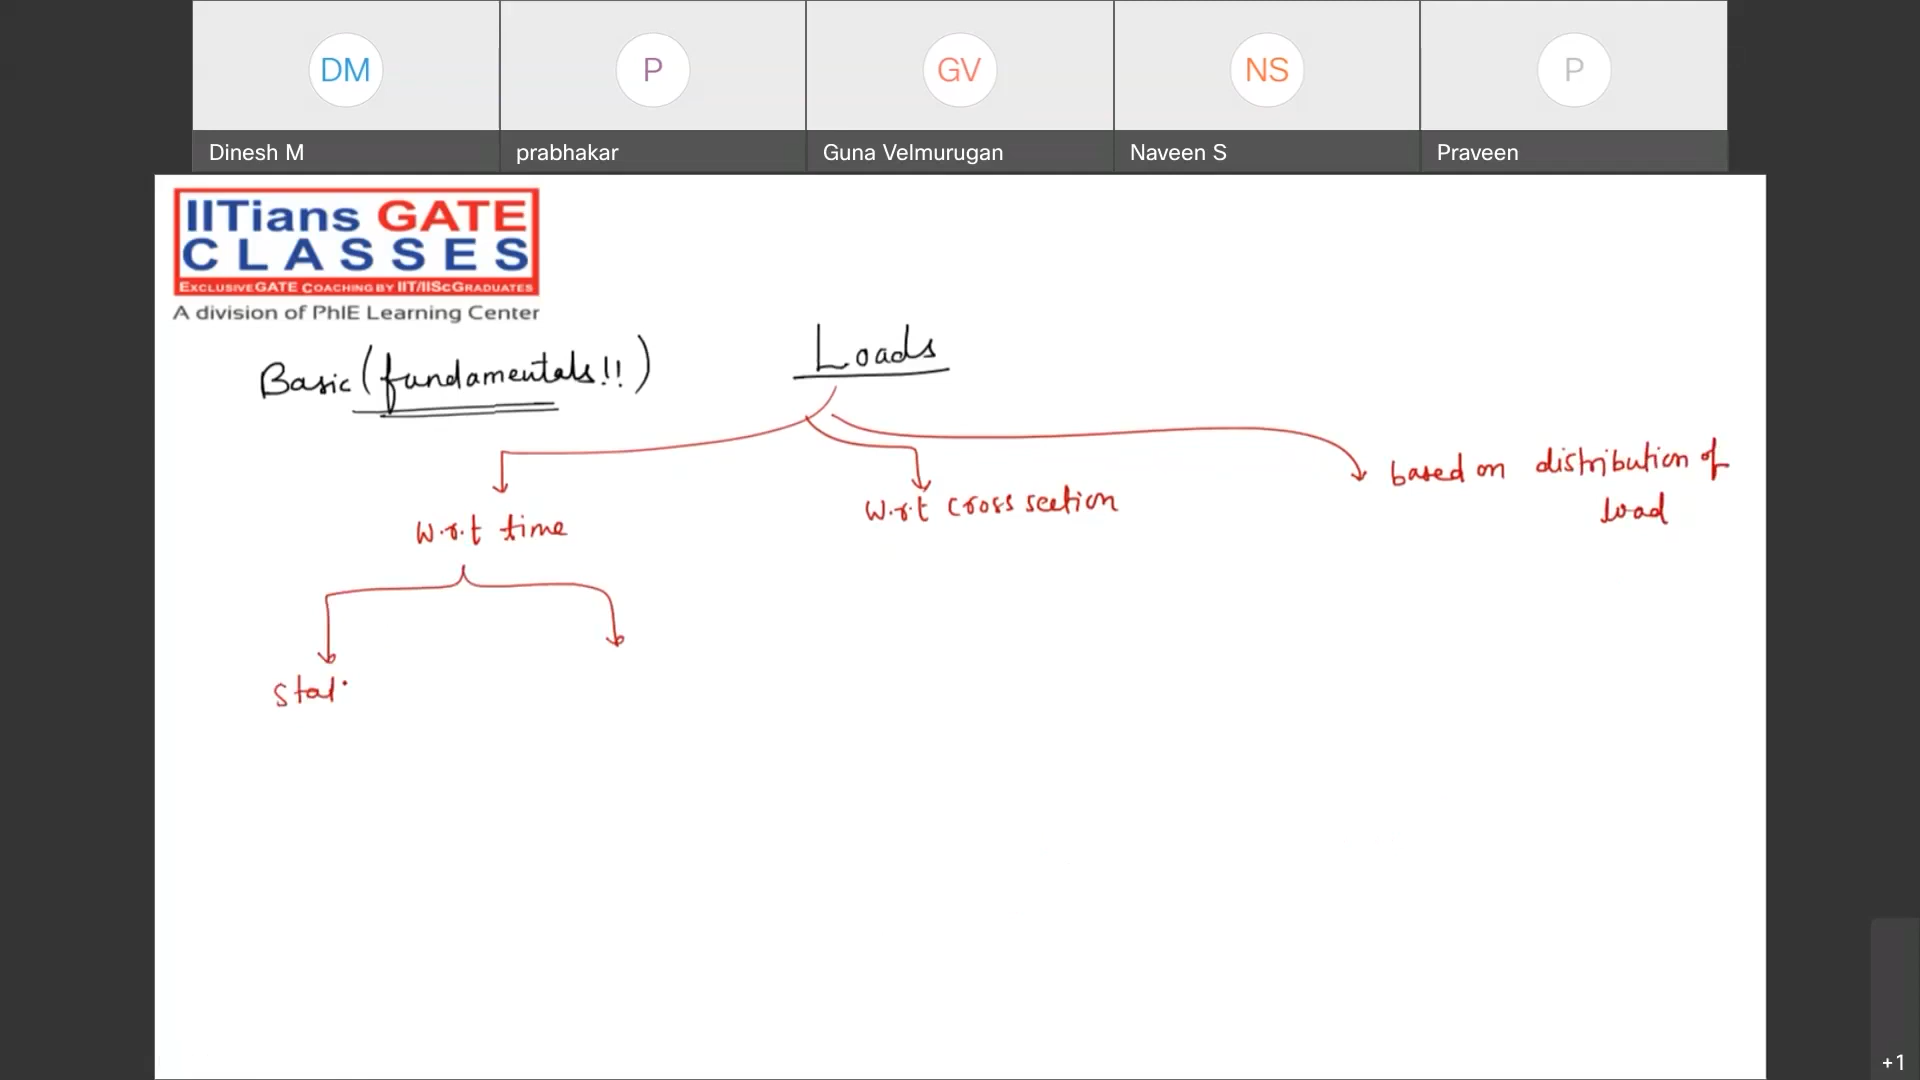 DM
P
GV
NS
P
Dinesh M
prabhakar
Guna Velmurugan
Naveen S
Praveen
IITians GATE
CLASSES
EXCLUSIVE GATE COACHING BY IIT/IISc GRADUATES
A division of PhIE Learning Center
Basic (fundamentals!!)
Loads
w.r.t time
w.r.t cross section
based on distribution of
load
stati
+1